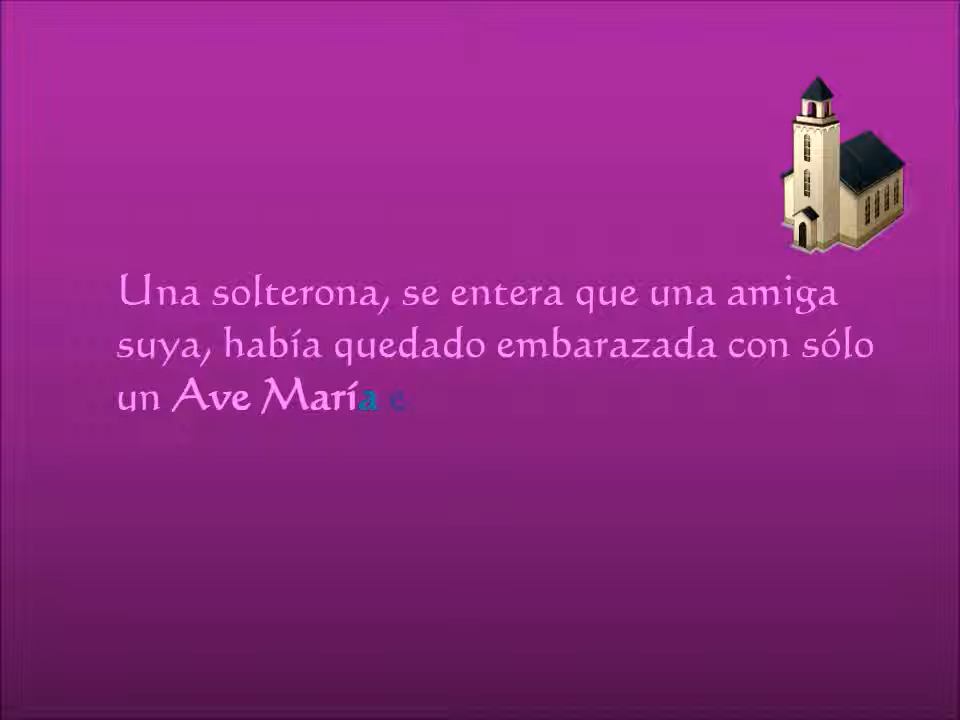 Una solterona, se entera que una amiga
suya, había quedado embarazada con sólo
un Ave María e